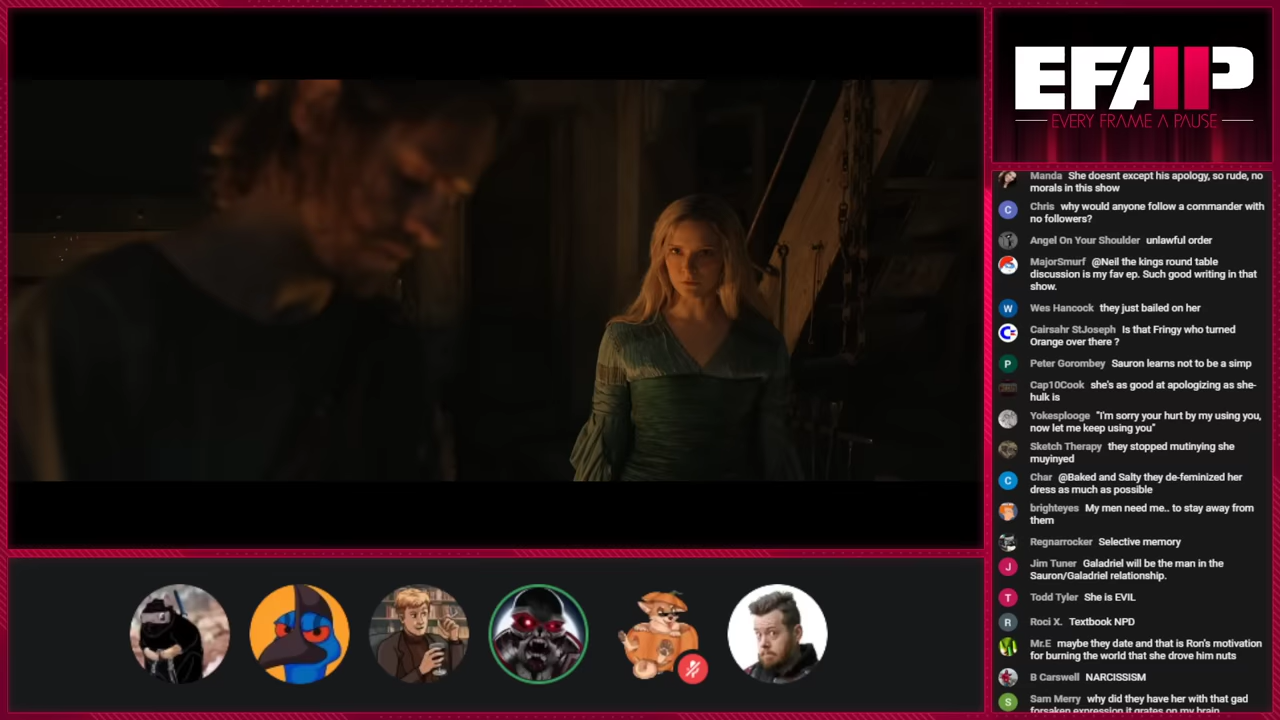 EFAP
EVERY FRAME A PAUSE
Manda She doesnt except his apology, so rude, no
morals in this show
C
Chris why would anyone follow a commander with
no followers?
Angel On Your Shoulder unlawful order
MajorSmurf @Neil the kings round table
discussion is my fav ep. Such good writing in that
show.
W
Wes Hancock they just bailed on her
Cairsahr StJoseph Is that Fringy who turned
Orange over there ?
P
Peter Gorombey Sauron learns not to be a simp
Cap10Cook she's as good at apologizing as she-
hulk is
Yokesplooge "I'm sorry your hurt by my using you,
now let me keep using you"
Sketch Therapy they stopped mutinying she
muyinyed
C
Char @Baked and Salty they de-feminized her
dress as much as possible
brighteyes My men need me.. to stay away from
them
Regnarrocker Selective memory
J
Jim Tuner Galadriel will be the man in the
Sauron/Galadriel relationship.
T
Todd Tyler She is EVIL
R
Roci X. Textbook NPD
Mr.E maybe they date and that is Ron's motivation
for burning the world that she drove him nuts
B Carswell NARCISSISM
S
Sam Merry why did they have her with that gad
forsaken expression it grates on my brain